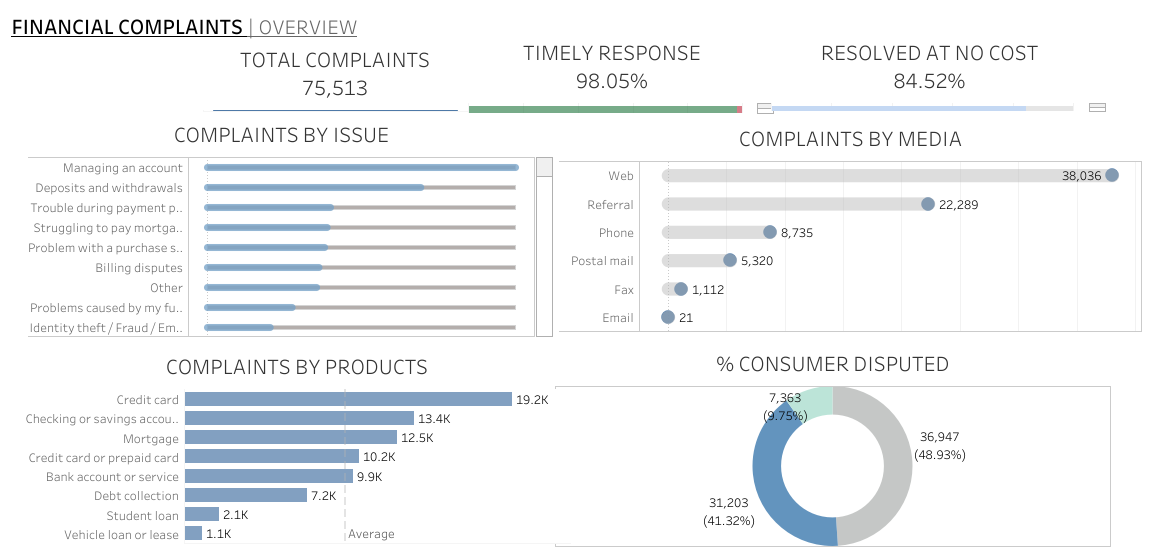 FINANCIAL COMPLAINTS | OVERVIEW
TOTAL COMPLAINTS
75,513
TIMELY RESPONSE
98.05%
RESOLVED AT NO COST
84.52%
COMPLAINTS BY ISSUE
Managing an account
Deposits and withdrawals
Trouble during payment p..
Struggling to pay mortga..
Problem with a purchase s..
Billing disputes
Other
Problems caused by my fu..
Identity theft / Fraud / Em..
COMPLAINTS BY MEDIA
Web 38,036
Referral 22,289
Phone 8,735
Postal mail 5,320
Fax 1,112
Email 21
COMPLAINTS BY PRODUCTS
Credit card 19.2K
Checking or savings accou.. 13.4K
Mortgage 12.5K
Credit card or prepaid card 10.2K
Bank account or service 9.9K
Debt collection 7.2K
Student loan 2.1K
Vehicle loan or lease 1.1K
Average
% CONSUMER DISPUTED
7,363
(9.75%)
36,947
(48.93%)
31,203
(41.32%)